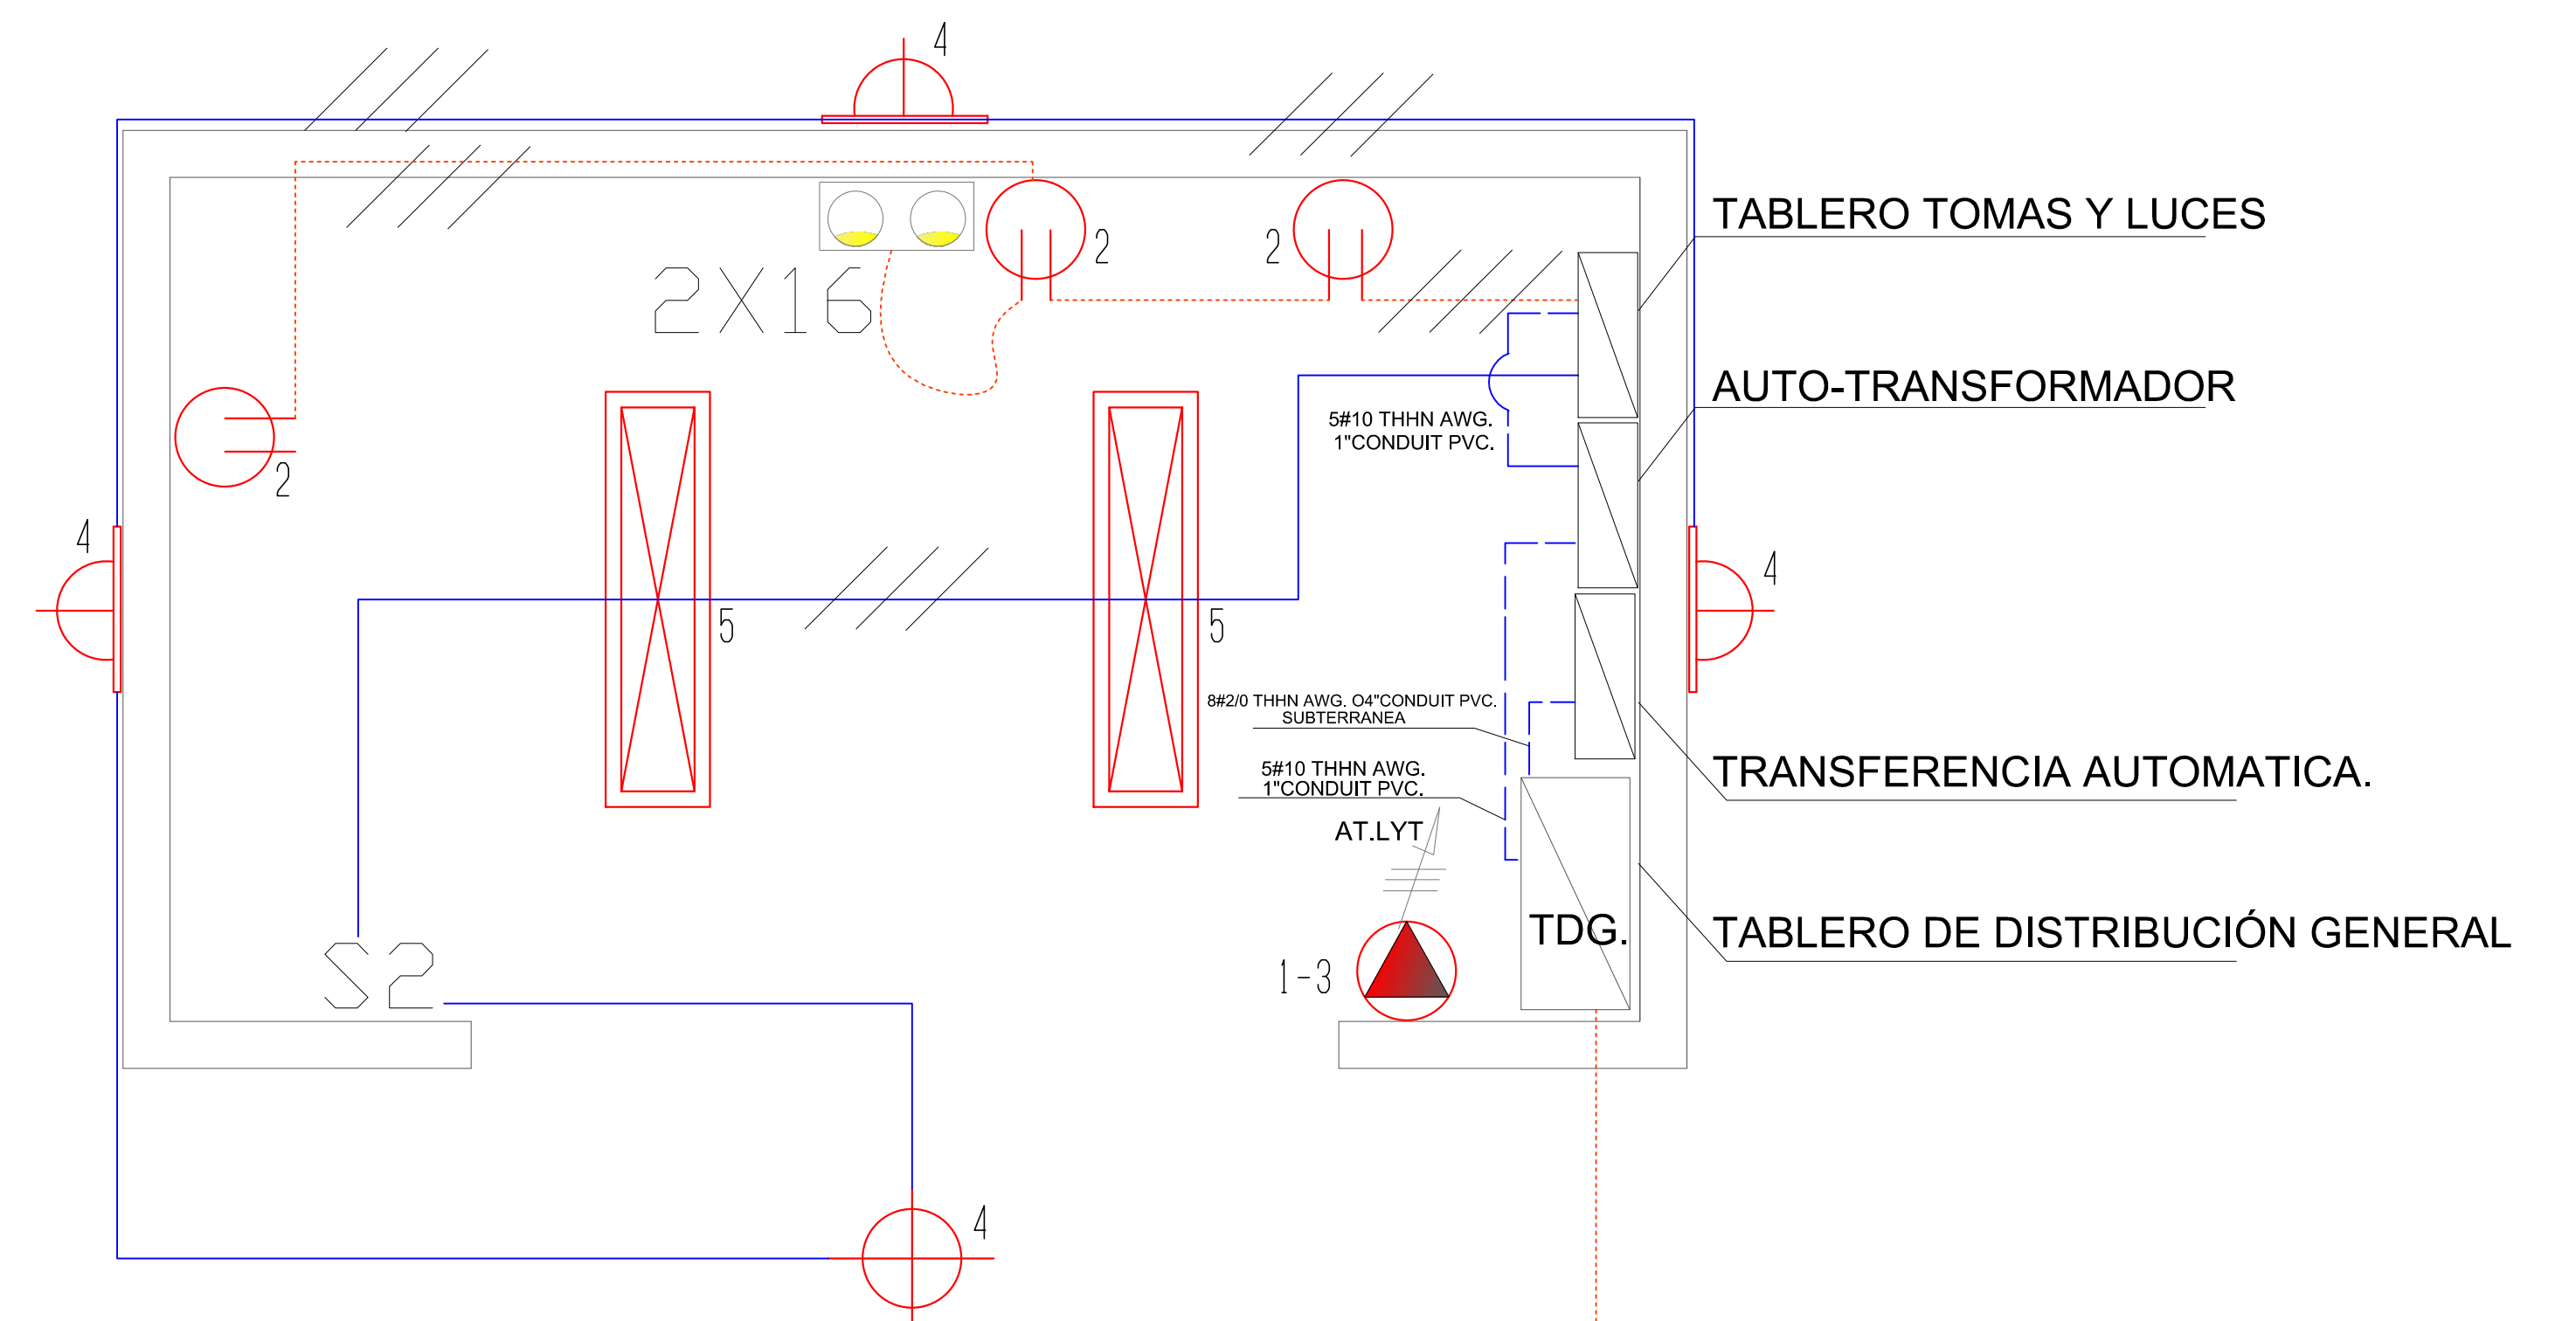 4
TABLERO TOMAS Y LUCES
2
2
2X16
AUTO-TRANSFORMADOR
5#10 THHN AWG.
1"CONDUIT PVC.
2
4
4
5
5
8#2/0 THHN AWG. O4"CONDUIT PVC.
SUBTERRANEA
5#10 THHN AWG.
1"CONDUIT PVC.
TRANSFERENCIA AUTOMATICA.
AT.LYT
TDG.
TABLERO DE DISTRIBUCIÓN GENERAL
1-3
S2
4